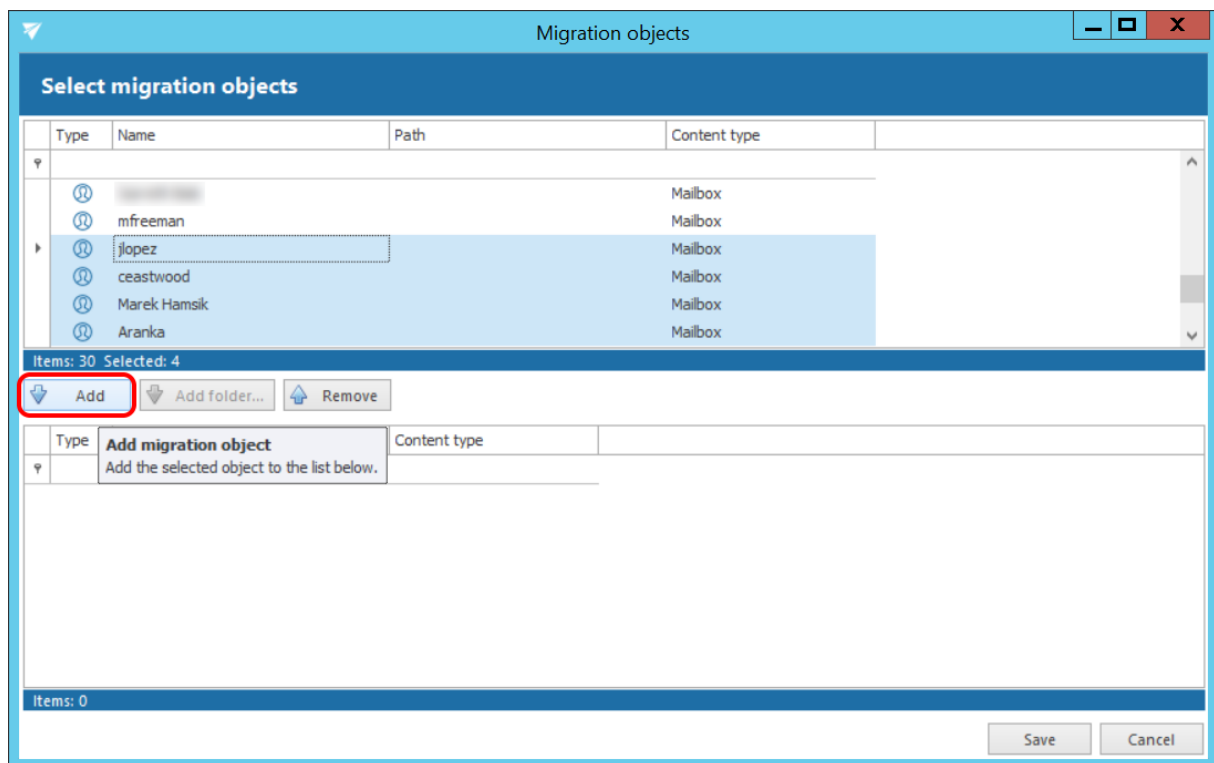 Migration objects
Select migration objects
Type Name Path Content type
Mailbox
mfreeman Mailbox
jlopez Mailbox
ceastwood Mailbox
Marek Hamsik Mailbox
Aranka Mailbox
Items: 30 Selected: 4
Add Add folder... Remove
Type Content type
Add migration object
Add the selected object to the list below.
Items: 0
Save Cancel